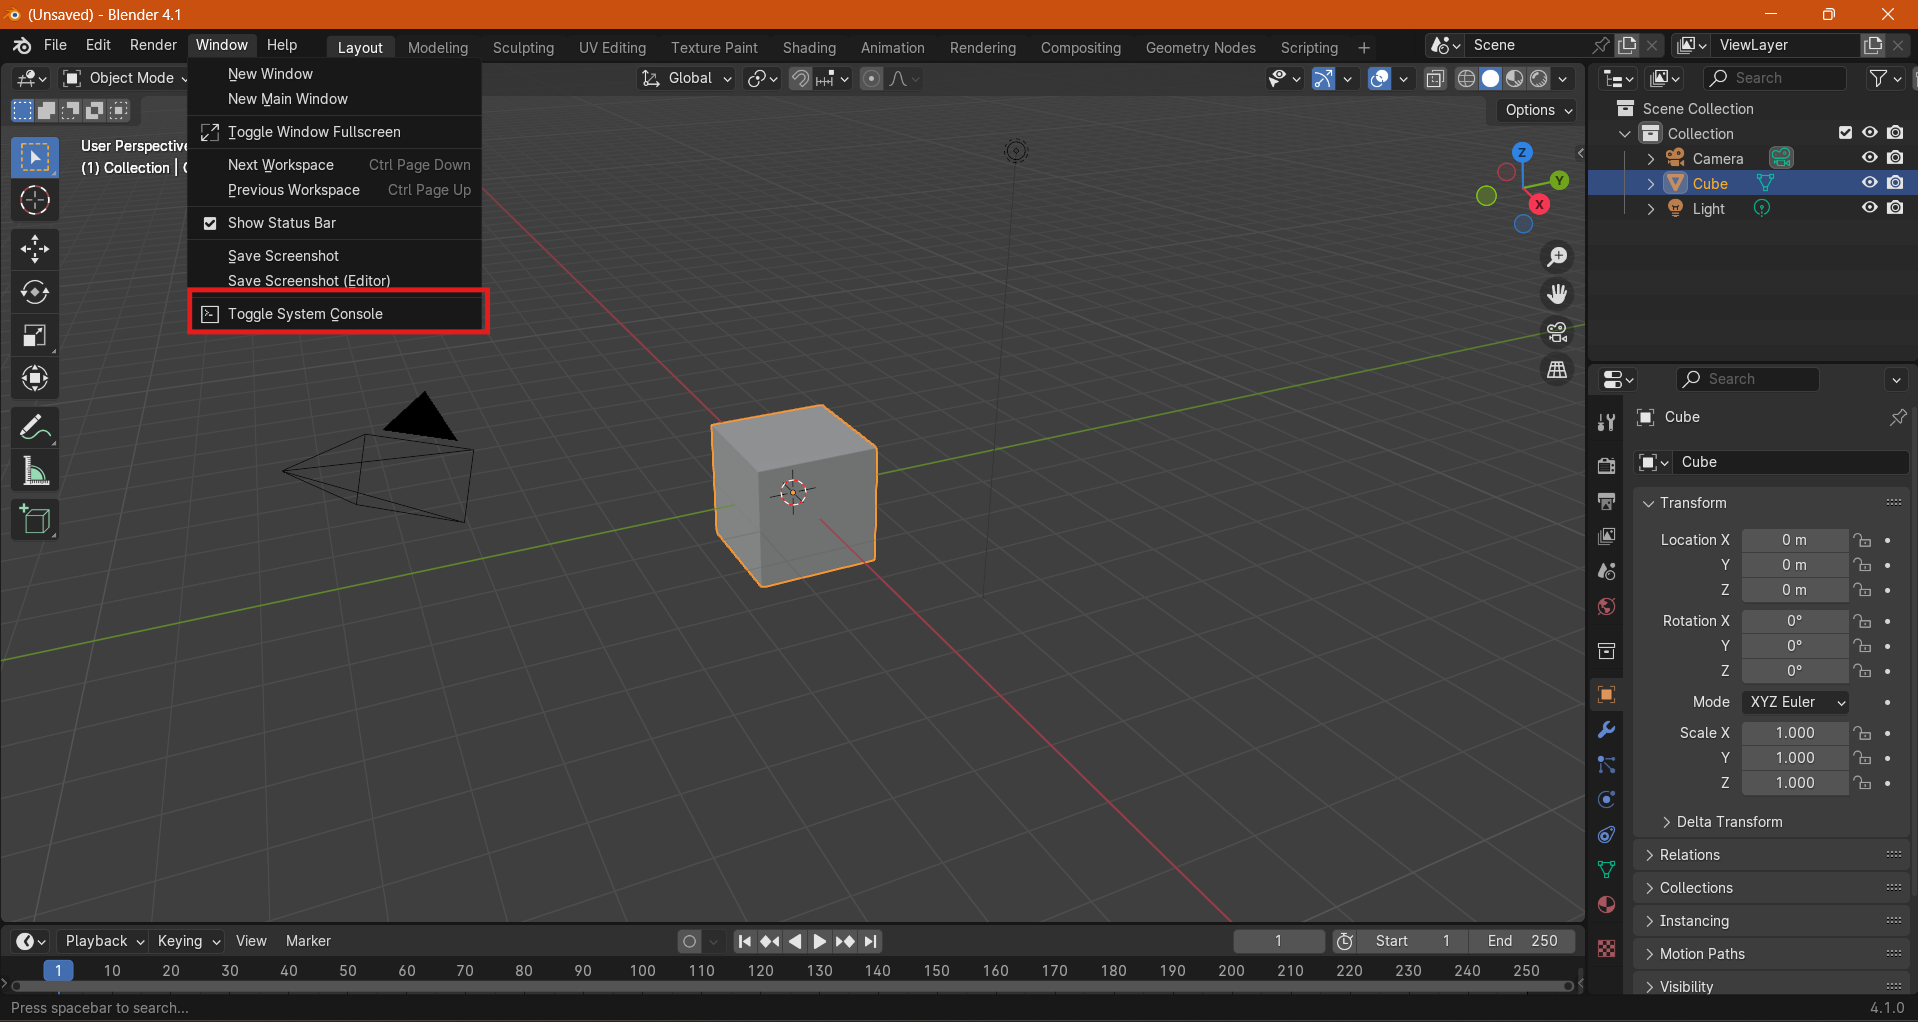 (Unsaved) - Blender 4.1
File Edit Render Window Help Layout Modeling Sculpting UV Editing Texture Paint Shading Animation Rendering Compositing Geometry Nodes Scripting + Scene ViewLayer
Object Mode Global Search
New Window
New Main Window
Toggle Window Fullscreen
Next Workspace Ctrl Page Down
Previous Workspace Ctrl Page Up
Show Status Bar
Save Screenshot
Save Screenshot (Editor)
Toggle System Console
Options
User Perspective
(1) Collection |
Z
Y
X
Scene Collection
Collection
Camera
Cube
Light
Search
Cube
Cube
Transform
Location X 0 m
Y 0 m
Z 0 m
Rotation X 0°
Y 0°
Z 0°
Mode XYZ Euler
Scale X 1.000
Y 1.000
Z 1.000
Delta Transform
Relations
Collections
Instancing
Motion Paths
Visibility
Playback Keying View Marker 1 Start 1 End 250
1 10 20 30 40 50 60 70 80 90 100 110 120 130 140 150 160 170 180 190 200 210 220 230 240 250
Press spacebar to search... 4.1.0